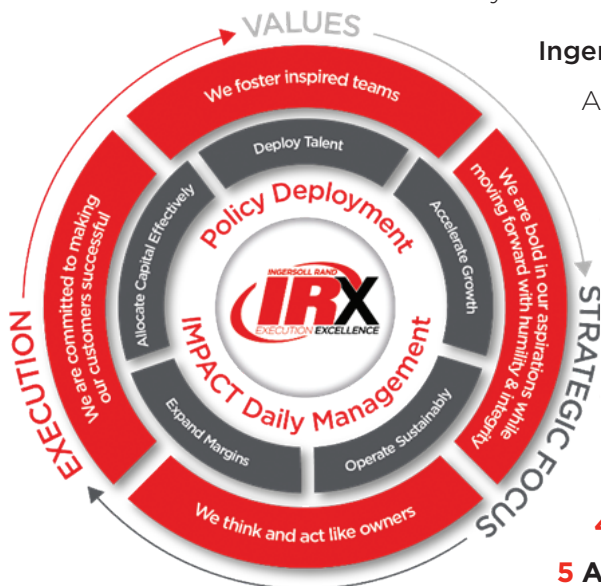 VALUES
We foster inspired teams
We are bold in our aspirations while
moving forward with humility & integrity
We think and act like owners
We are committed to making
our customers successful
STRATEGIC FOCUS
EXECUTION
Deploy Talent
Accelerate Growth
Operate Sustainably
Expand Margins
Allocate Capital Effectively
Policy Deployment
IMPACT Daily Management
INGERSOLL RAND
IRX
EXECUTION EXCELLENCE
Inger
A
4
5 A